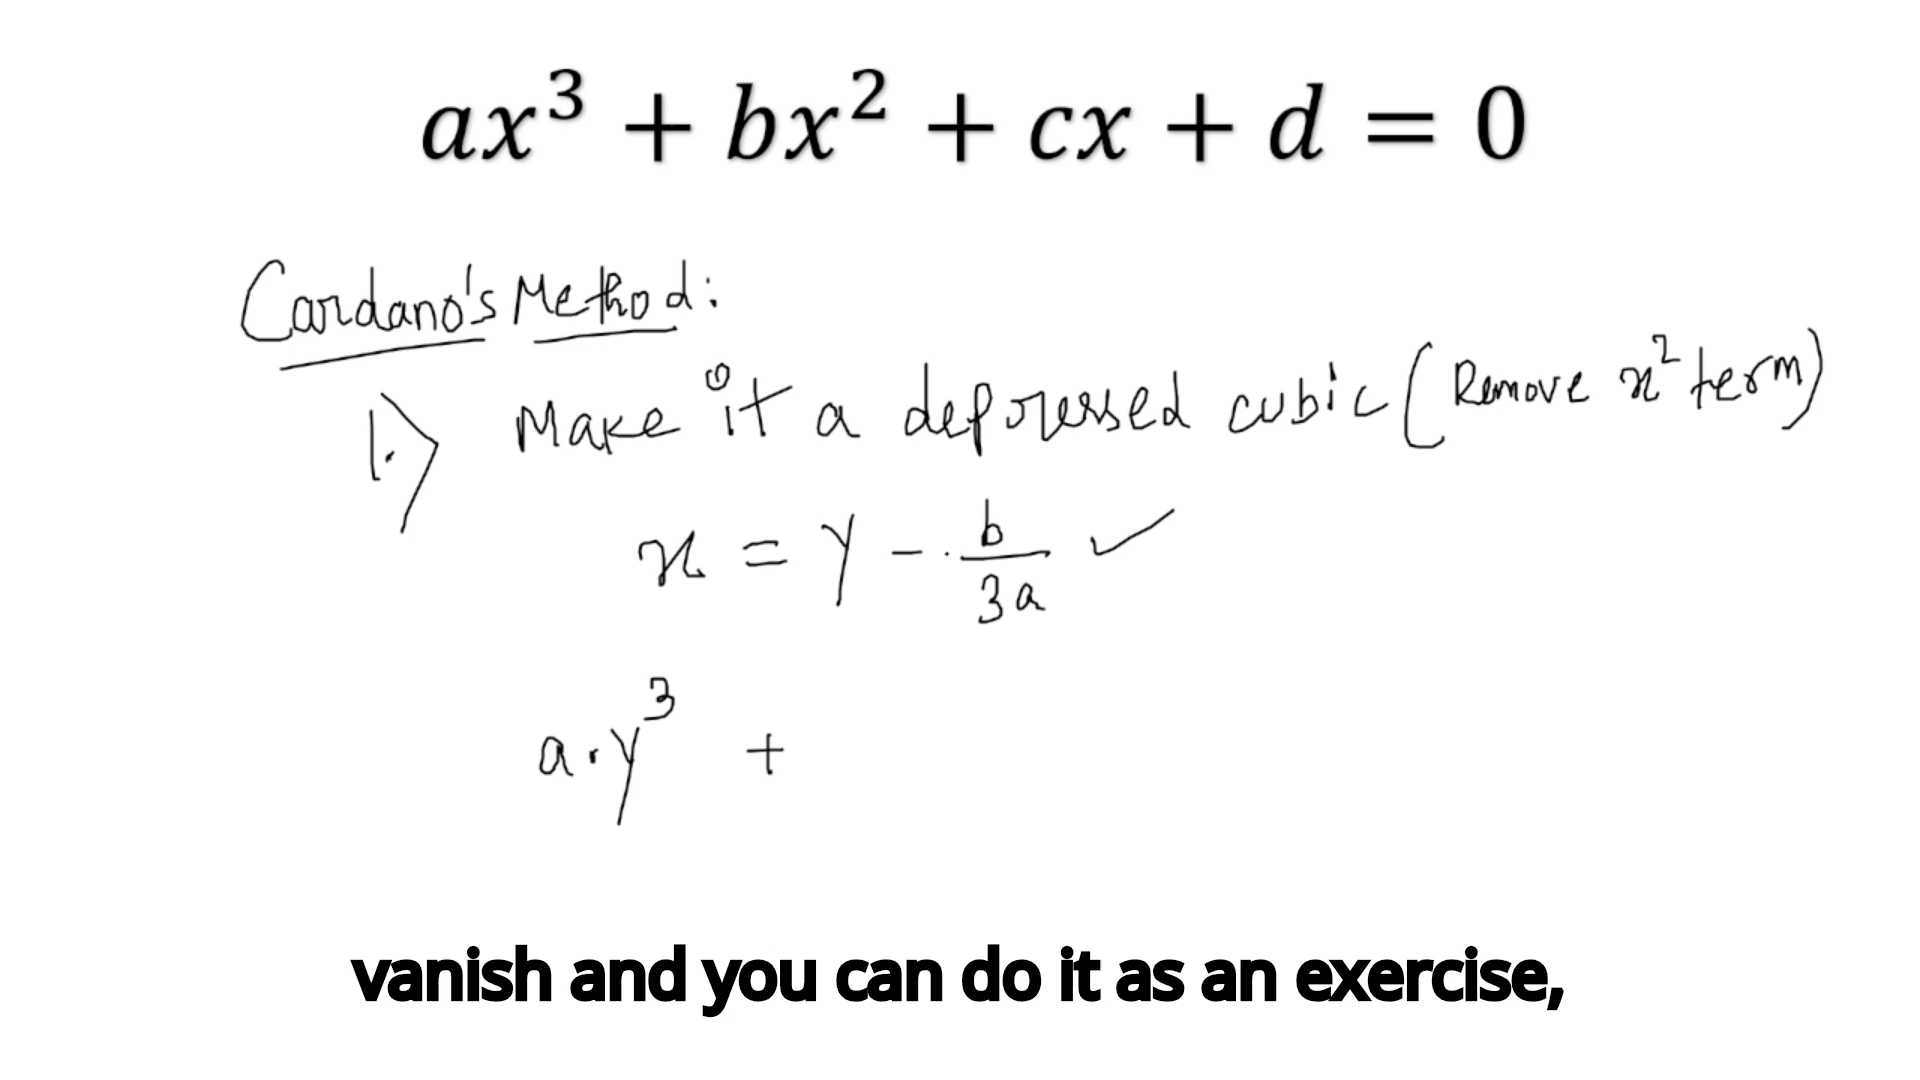 ax³ + bx² + cx + d = 0
Cardano's Method:
1.) Make it a depressed cubic (Remove x² term)
x = y - b/3a ✓
a.y³ +
vanish and you can do it as an exercise,